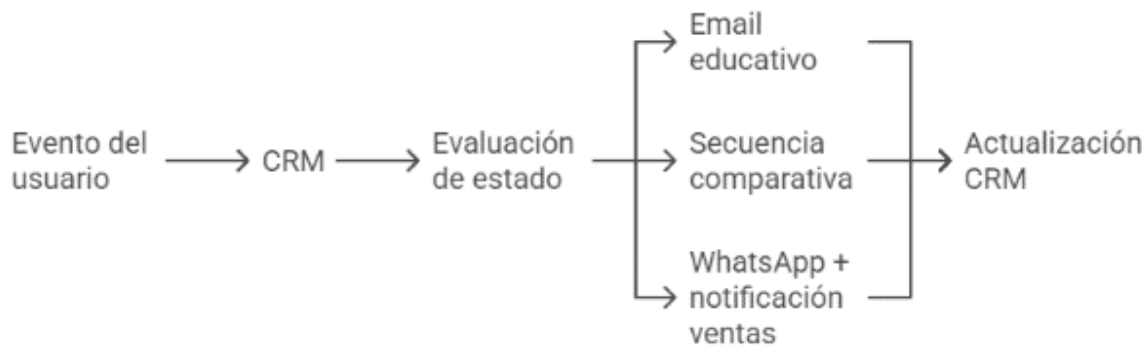 Evento del
usuario
CRM
Evaluación
de estado
Email
educativo
Secuencia
comparativa
WhatsApp +
notificación
ventas
Actualización
CRM